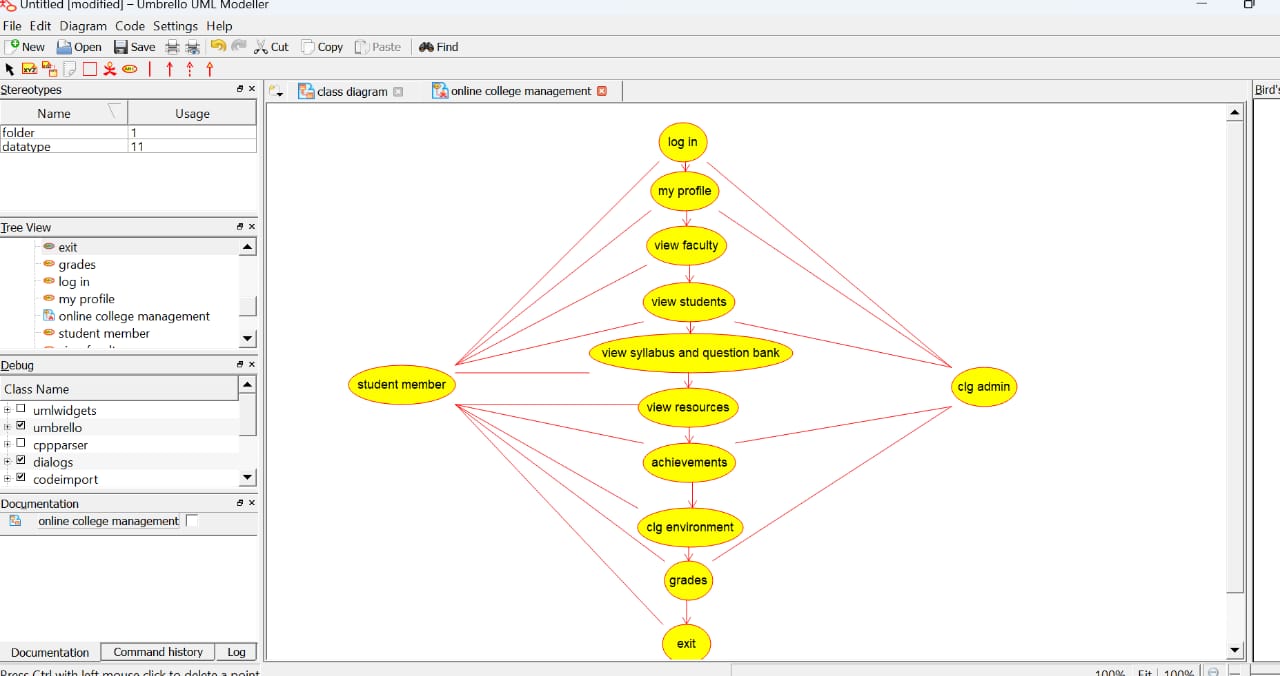 Untitled [modified] – Umbrello UML Modeller
File Edit Diagram Code Settings Help
New Open Save Cut Copy Paste Find
Stereotypes
Name Usage
folder 1
datatype 11
Tree View
exit
grades
log in
my profile
online college management
student member
Debug
Class Name
umlwidgets
umbrello
cppparser
dialogs
codeimport
Documentation
online college management
Documentation Command history Log
Press Ctrl with left mouse click to delete a point
class diagram online college management
log in
my profile
view faculty
view students
view syllabus and question bank
student member
clg admin
view resources
achievements
clg environment
grades
exit
Bird's
100% Fit 100%